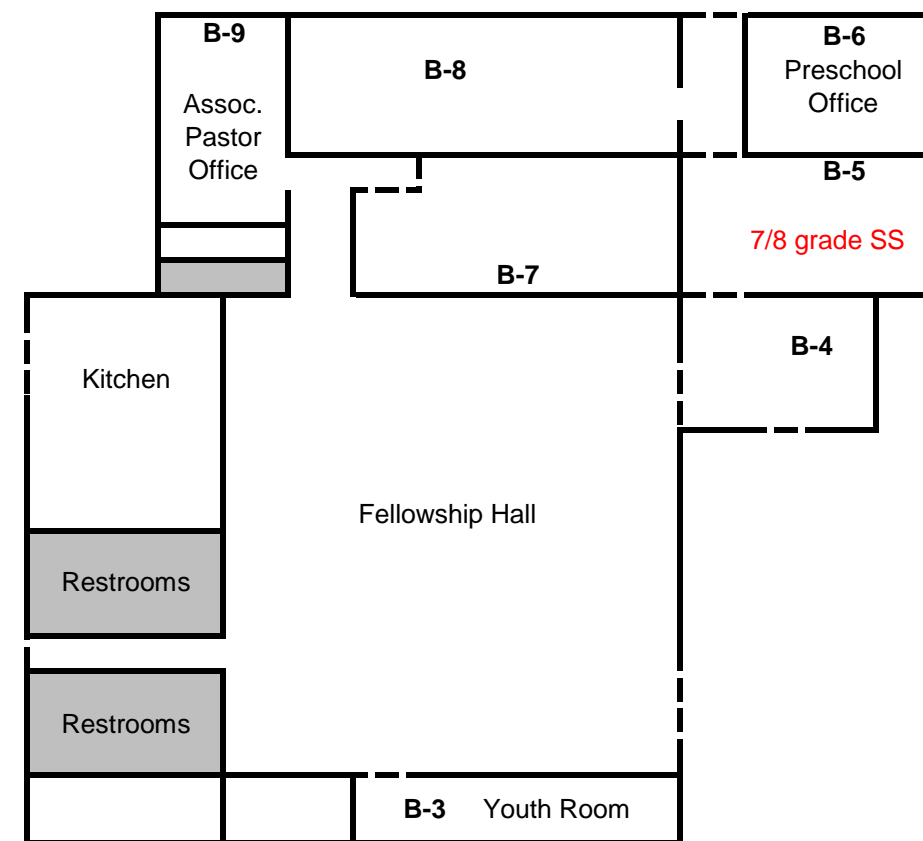 B-9
Assoc.
Pastor
Office
B-8
B-6
Preschool
Office
B-5
7/8 grade SS
B-7
B-4
Kitchen
Fellowship Hall
Restrooms
Restrooms
B-3 Youth Room